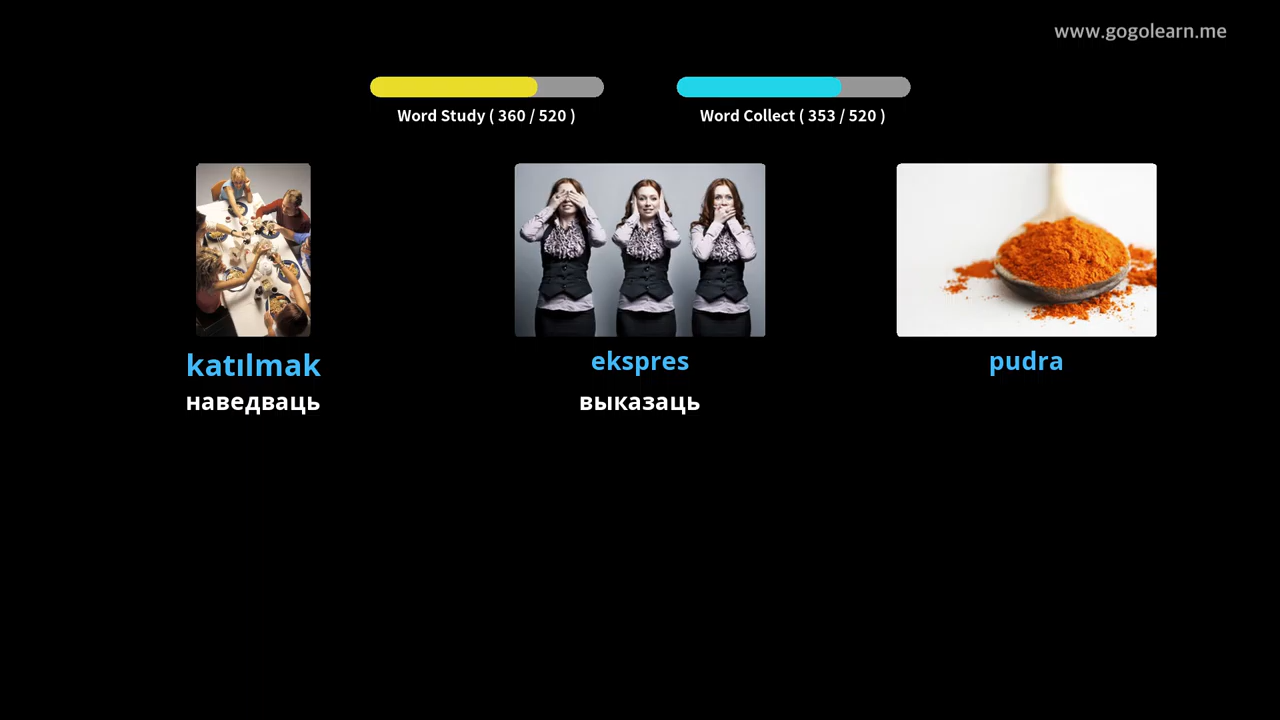 www.gogolearn.me
Word Study ( 360 / 520 )
Word Collect ( 353 / 520 )
katılmak
ekspres
pudra
наведваць
выказаць